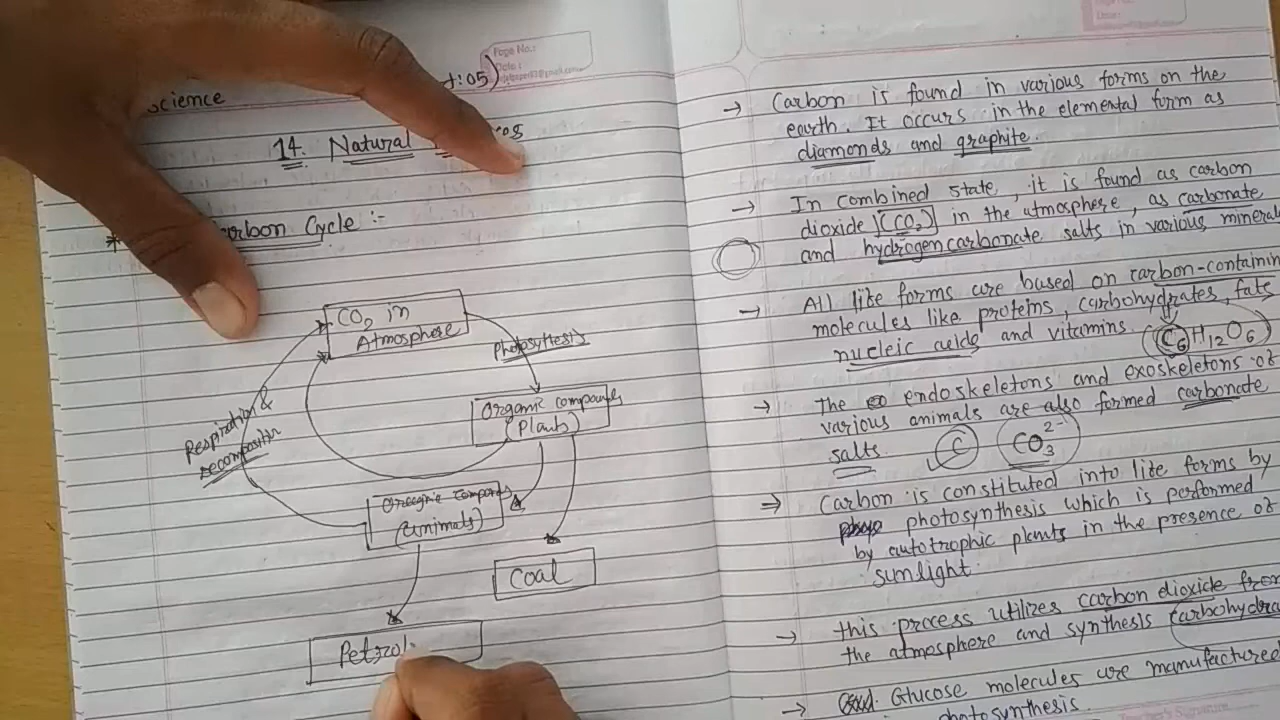 Page No.:
Date:
t:05)
Science
14. Natural
arbon Cycle :-
CO2 in
Atmosphere
Photosyttesis
Organic compounds
(Plants)
Respiration &
decomposition
(animals)
Coal
Petrol
→ Carbon is found in various forms on the
earth. It occurs in the elemental form as
diamonds and graphite.
→ In combined state, it is found as carbon
dioxide [CO2] in the atmosphere, as carbonate
and hydrogencarbonate salts in various mineral
→ All life forms are based on carbon-containin
molecules like proteins, carbohydrates, fats
nucleic acids and vitamins. C6H12O6
→ The endoskeletons and exoskeletons of
various animals are also formed carbonate
salts. C CO3 2-
⇒ Carbon is constituted into life forms by
photosynthesis which is performed
by autotrophic plants in the presence of
sunlight.
→ this process utilizes carbon dioxide from
the atmosphere and synthesis carbohydra
→ Glucose molecules are manufactured
photosynthesis.